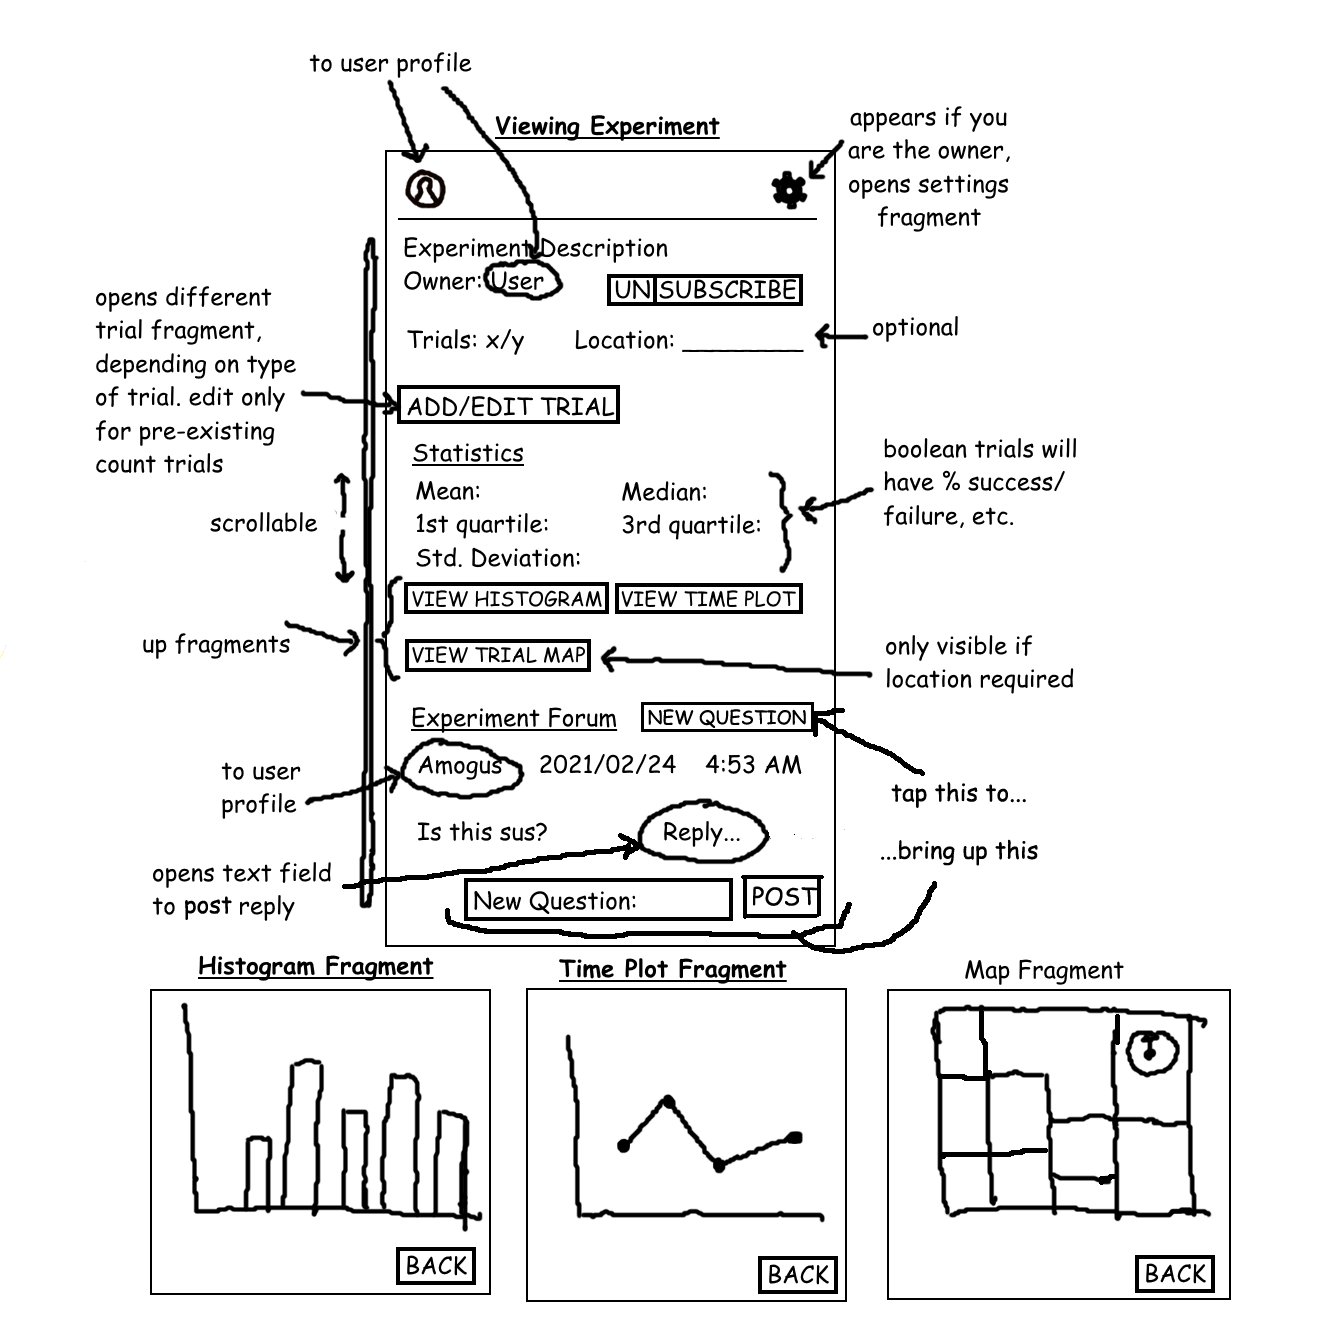 to user profile
Viewing Experiment
appears if you
are the owner,
opens settings
fragment
Experiment Description
Owner: User
UN SUBSCRIBE
opens different
trial fragment,
depending on type
of trial. edit only
for pre-existing
count trials
Trials: x/y
Location: _________
optional
ADD/EDIT TRIAL
Statistics
Mean:
Median:
1st quartile:
3rd quartile:
Std. Deviation:
boolean trials will
have % success/
failure, etc.
scrollable
VIEW HISTOGRAM
VIEW TIME PLOT
up fragments
VIEW TRIAL MAP
only visible if
location required
Experiment Forum
NEW QUESTION
Amogus 2021/02/24 4:53 AM
to user
profile
tap this to...
Is this sus?
Reply...
...bring up this
opens text field
to post reply
New Question:
POST
Histogram Fragment
Time Plot Fragment
Map Fragment
BACK
BACK
BACK